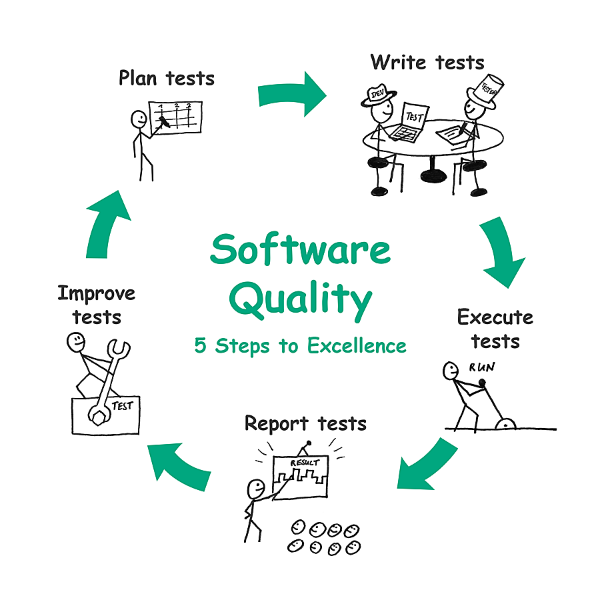 Plan tests
1 2 3
Write tests
DEV
TEST
TESTER
Software
Quality
5 Steps to Excellence
Execute
tests
RUN
Report tests
RESULT
Improve
tests
TEST